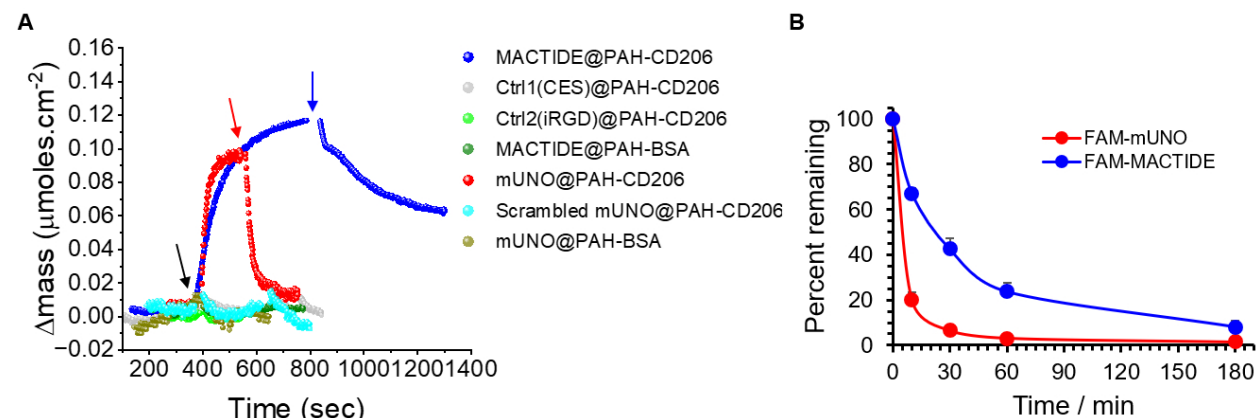 A
Δmass (μmoles.cm⁻²)
0.16
0.14
0.12
0.10
0.08
0.06
0.04
0.02
0.00
−0.02
200 400 600 800 1000 1200 1400
Time (sec)
MACTIDE@PAH-CD206
Ctrl1(CES)@PAH-CD206
Ctrl2(iRGD)@PAH-CD206
MACTIDE@PAH-BSA
mUNO@PAH-CD206
Scrambled mUNO@PAH-CD206
mUNO@PAH-BSA
B
Percent remaining
100
80
60
40
20
0
0 30 60 90 120 150 180
Time / min
FAM-mUNO
FAM-MACTIDE